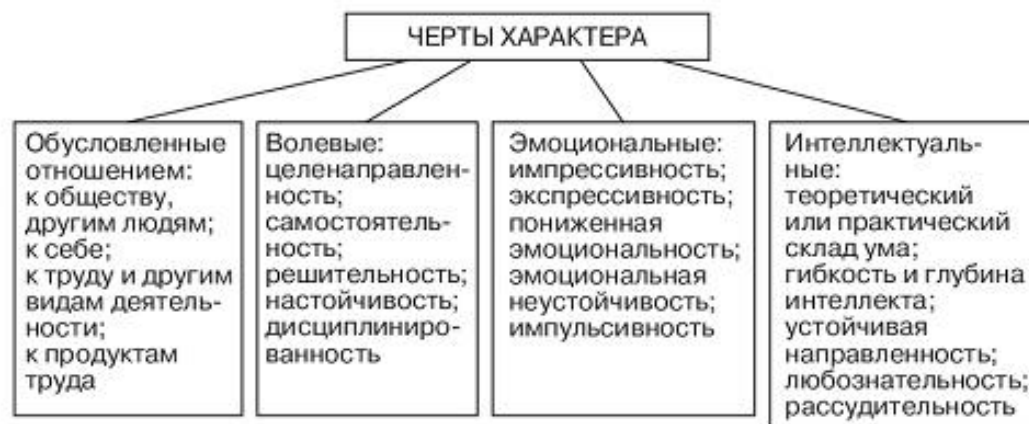 ЧЕРТЫ ХАРАКТЕРА
Обусловленные
отношением:
к обществу,
другим людям;
к себе;
к труду и другим
видам деятель-
ности;
к продуктам
труда
Волевые:
целенаправлен-
ность;
самостоятель-
ность;
решительность;
настойчивость;
дисциплиниро-
ванность
Эмоциональные:
импрессивность;
экспрессивность;
пониженная
эмоциональность;
эмоциональная
неустойчивость;
импульсивность
Интеллектуаль-
ные:
теоретический
или практический
склад ума;
гибкость и глубина
интеллекта;
устойчивая
направленность;
любознательность;
рассудительность